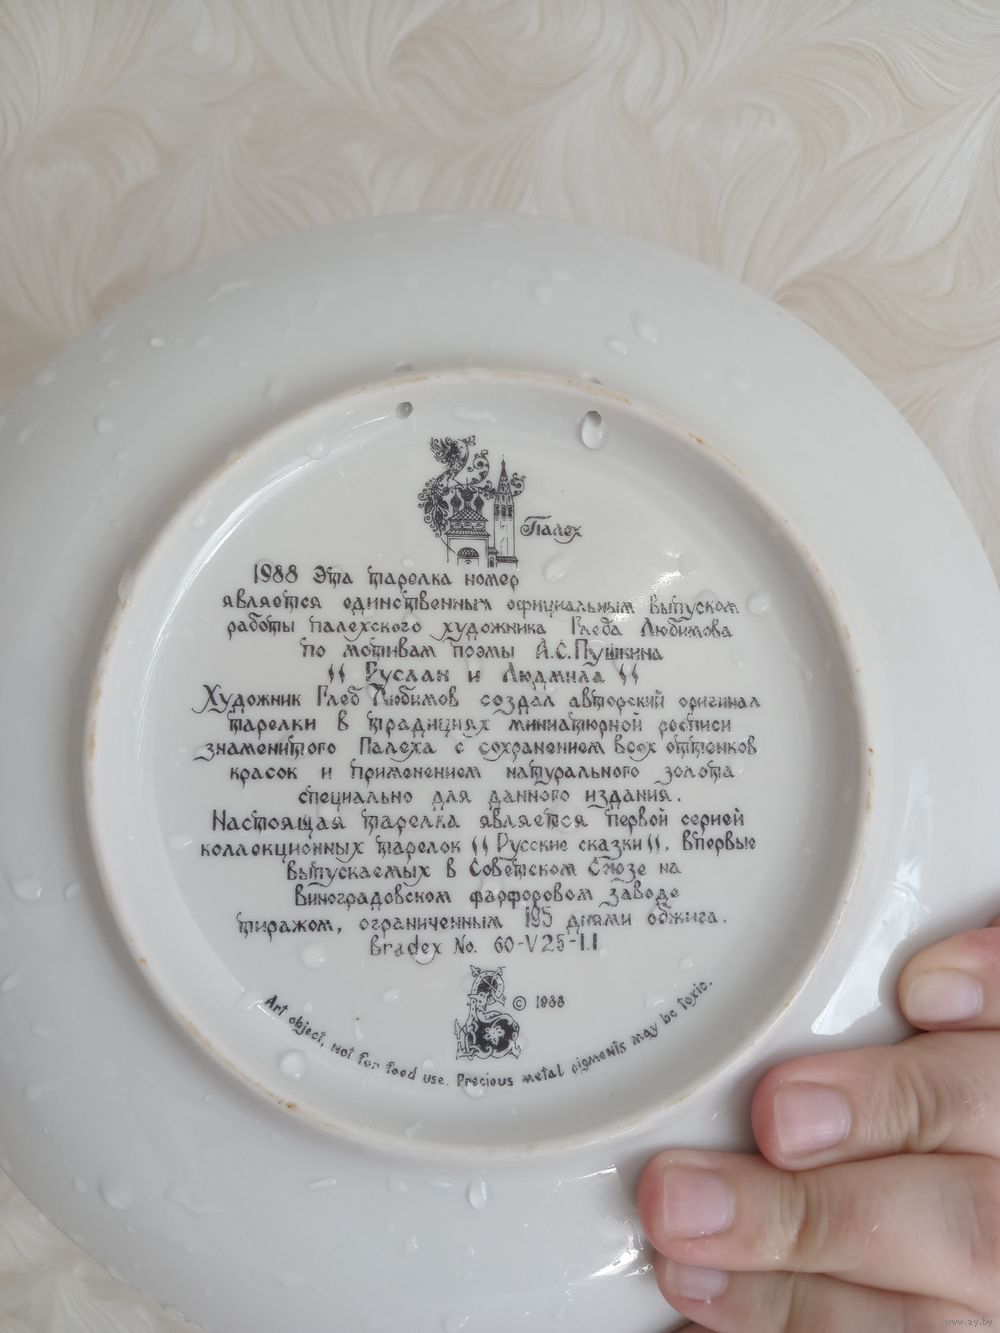 Палех
1988 Эта тарелка номер
является единственным официальным выпуском
работы палехского художника Глеба Любимова
по мотивам поэмы А.С.Пушкина
"Руслан и Людмила"
Художник Глеб Любимов создал авторский оригинал
тарелки в традициях миниатюрной росписи
знаменитого Палеха с сохранением всех оттенков
красок и применением натурального золота
специально для данного издания.
Настоящая тарелка является первой серией
коллекционных тарелок "Русские сказки", впервые
выпускаемых в Советском Союзе на
Виноградовском фарфоровом заводе
тиражом, ограниченным 195 днями обжига.
Bradex No. 60-V25-1.1
© 1988
Art object, not for food use. Precious metal pigments may be toxic.
www.ay.by